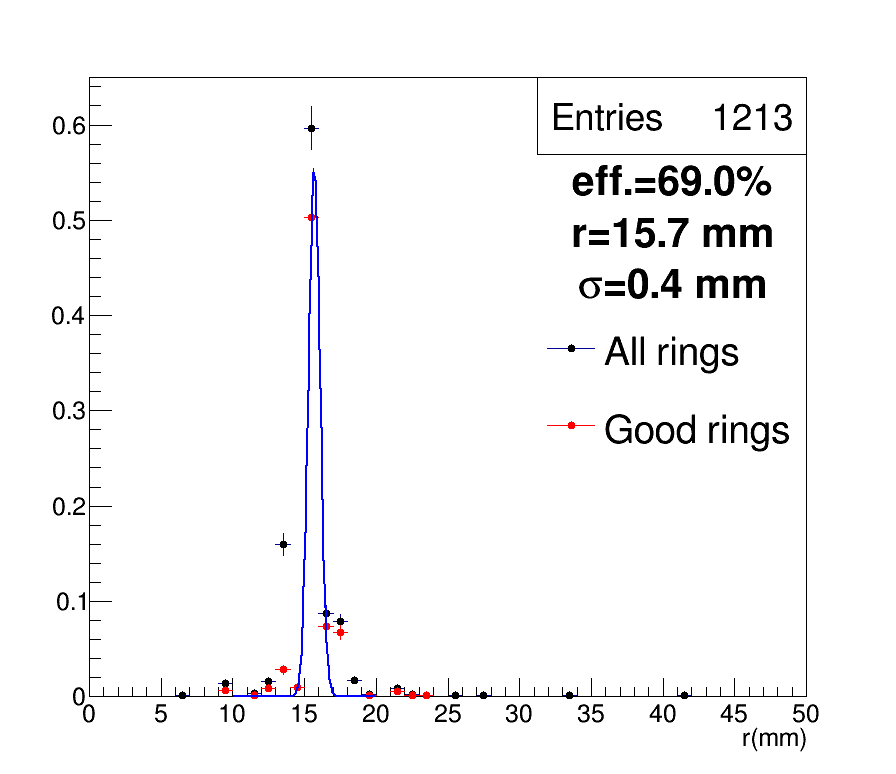 Entries 1213
eff.=69.0%
r=15.7 mm
σ=0.4 mm
All rings
Good rings
0.6
0.5
0.4
0.3
0.2
0.1
0
0 5 10 15 20 25 30 35 40 45 50
r(mm)